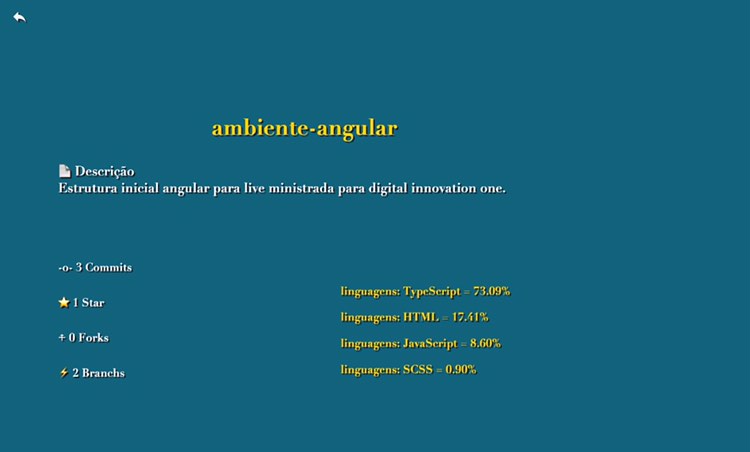 ambiente-angular
Descrição
Estrutura inicial angular para live ministrada para digital innovation one.
-o- 3 Commits
1 Star
+ 0 Forks
2 Branchs
linguagens: TypeScript = 73.09%
linguagens: HTML = 17.41%
linguagens: JavaScript = 8.60%
linguagens: SCSS = 0.90%